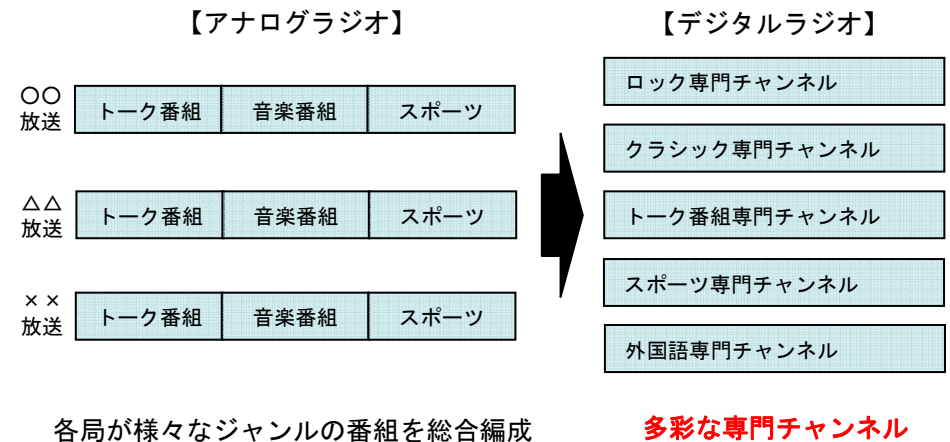 【アナログラジオ】
○○
放送
トーク番組 音楽番組 スポーツ
△△
放送
トーク番組 音楽番組 スポーツ
××
放送
トーク番組 音楽番組 スポーツ
各局が様々なジャンルの番組を総合編成
【デジタルラジオ】
ロック専門チャンネル
クラシック専門チャンネル
トーク番組専門チャンネル
スポーツ専門チャンネル
外国語専門チャンネル
多彩な専門チャンネル